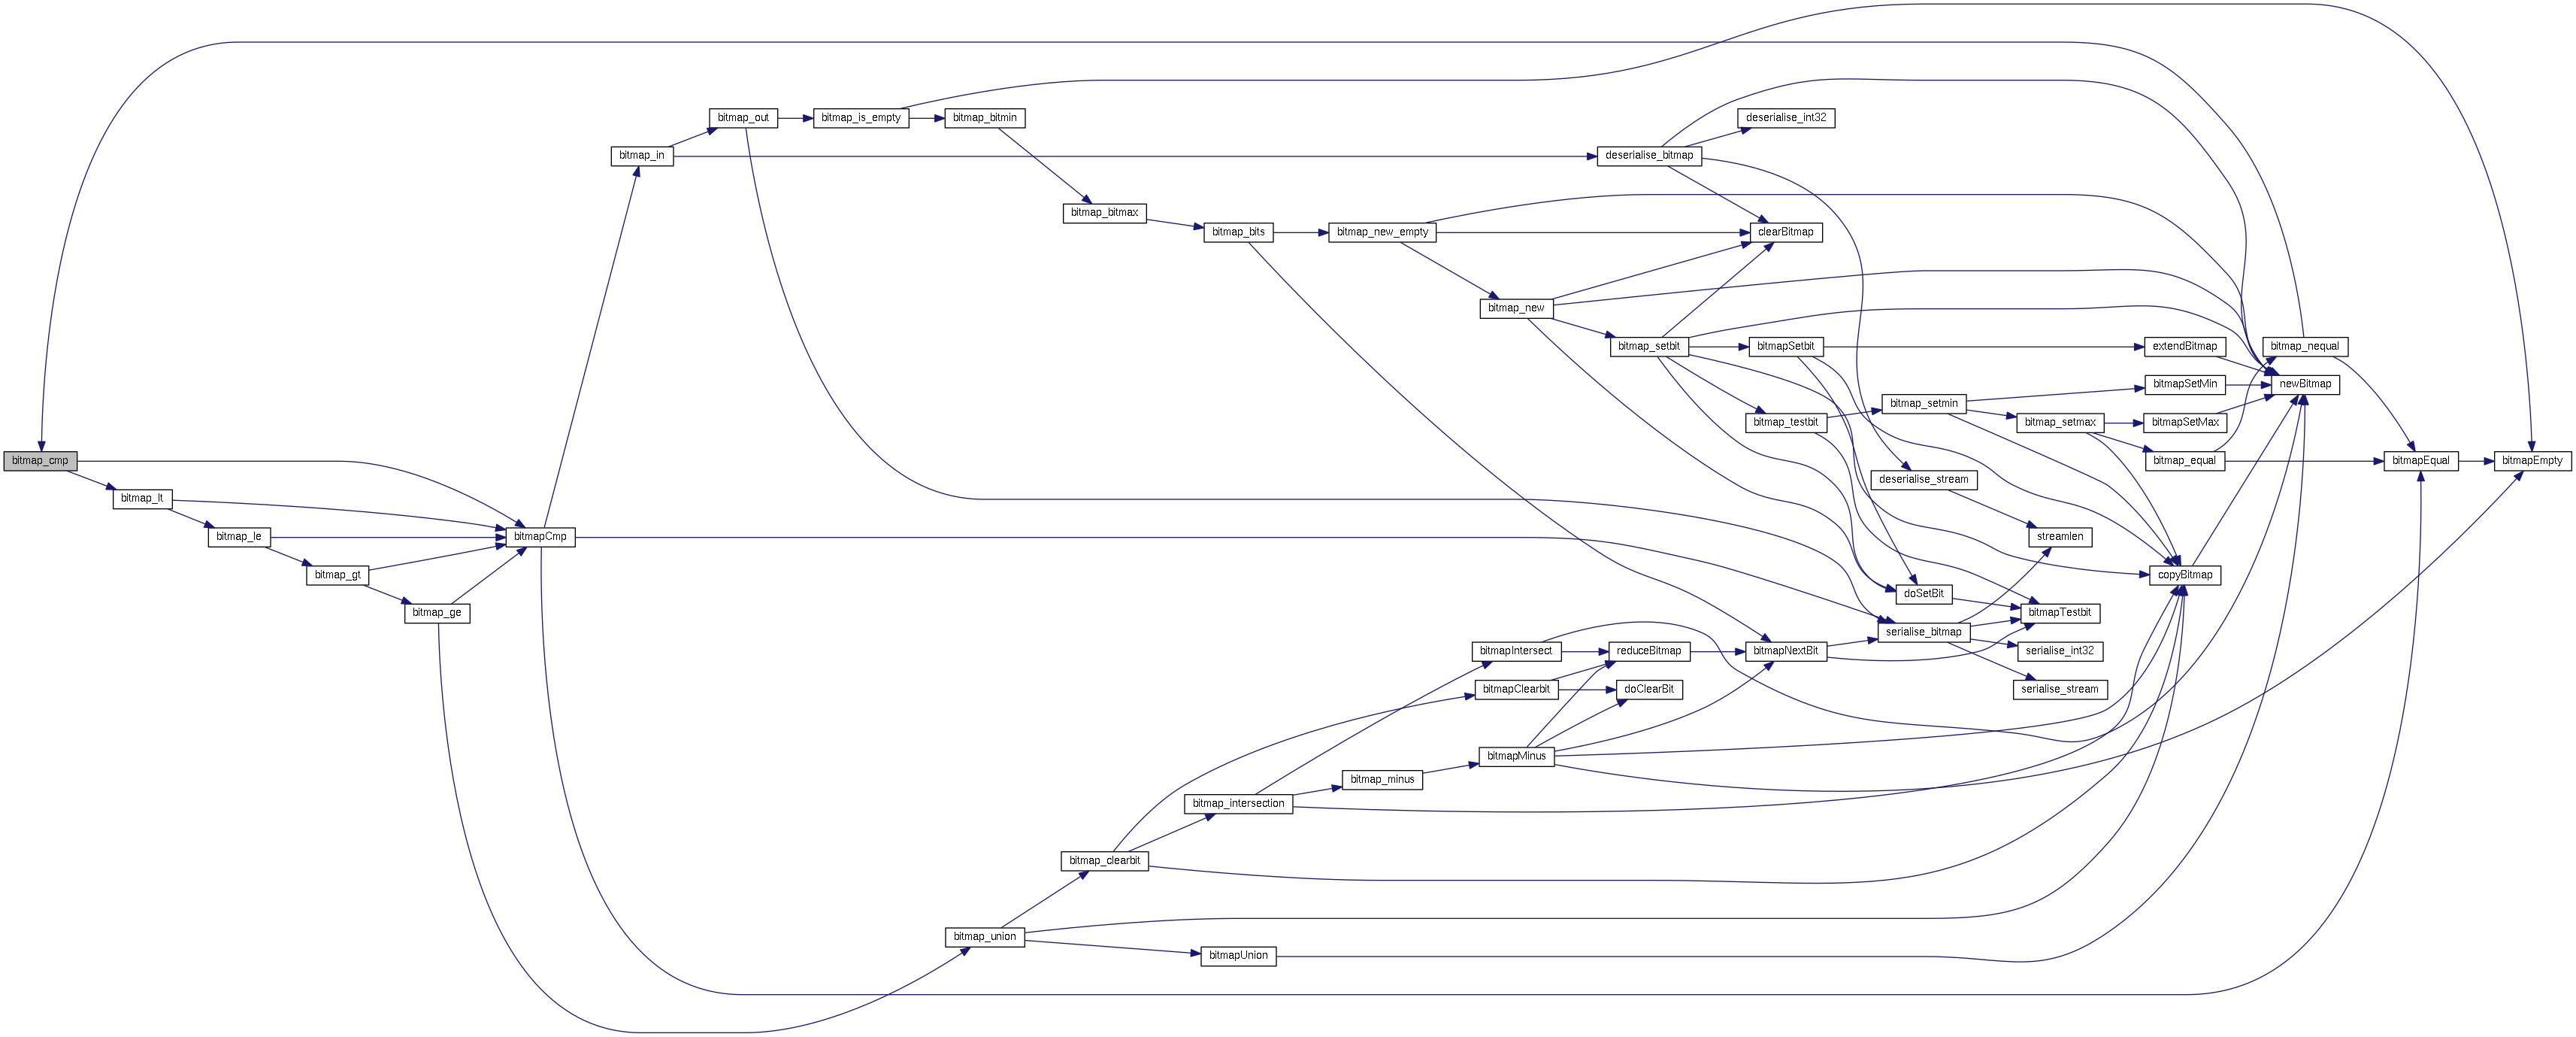 bitmap_out
bitmap_is_empty
bitmap_bitmin
deserialise_int32
bitmap_in
deserialise_bitmap
bitmap_bitmax
bitmap_bits
bitmap_new_empty
clearBitmap
bitmap_new
bitmap_setbit
bitmapSetbit
extendBitmap
bitmap_nequal
bitmapSetMin
newBitmap
bitmap_setmin
bitmap_testbit
bitmap_setmax
bitmapSetMax
bitmap_cmp
bitmap_equal
bitmapEqual
bitmapEmpty
deserialise_stream
bitmap_lt
bitmap_le
bitmapCmp
streamlen
bitmap_gt
copyBitmap
doSetBit
bitmap_ge
bitmapTestbit
serialise_bitmap
bitmapIntersect
reduceBitmap
bitmapNextBit
serialise_int32
bitmapClearbit
doClearBit
serialise_stream
bitmapMinus
bitmap_minus
bitmap_intersection
bitmap_clearbit
bitmap_union
bitmapUnion